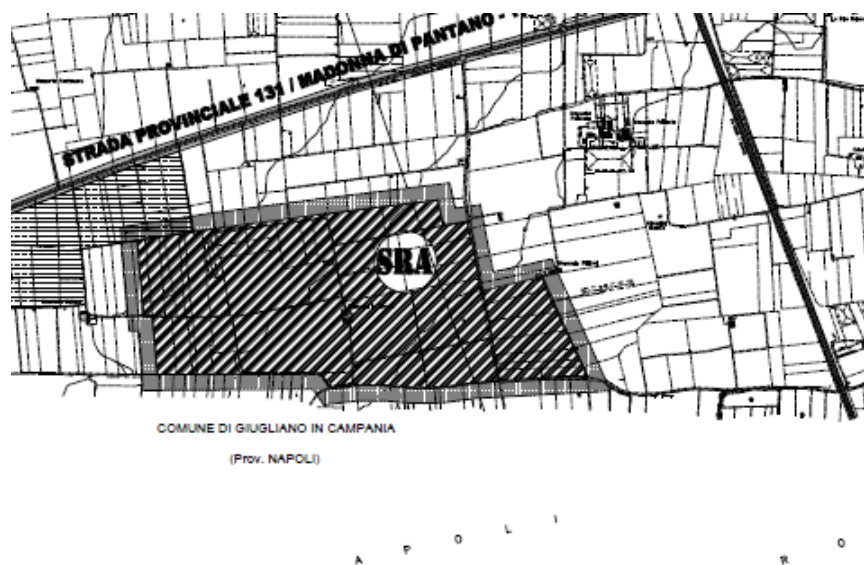 STRADA PROVINCIALE 131 / MADONNA DI PANTANO -
SRA
COMUNE DI GIUGLIANO IN CAMPANIA
(Prov. NAPOLI)
A P O L I
R O